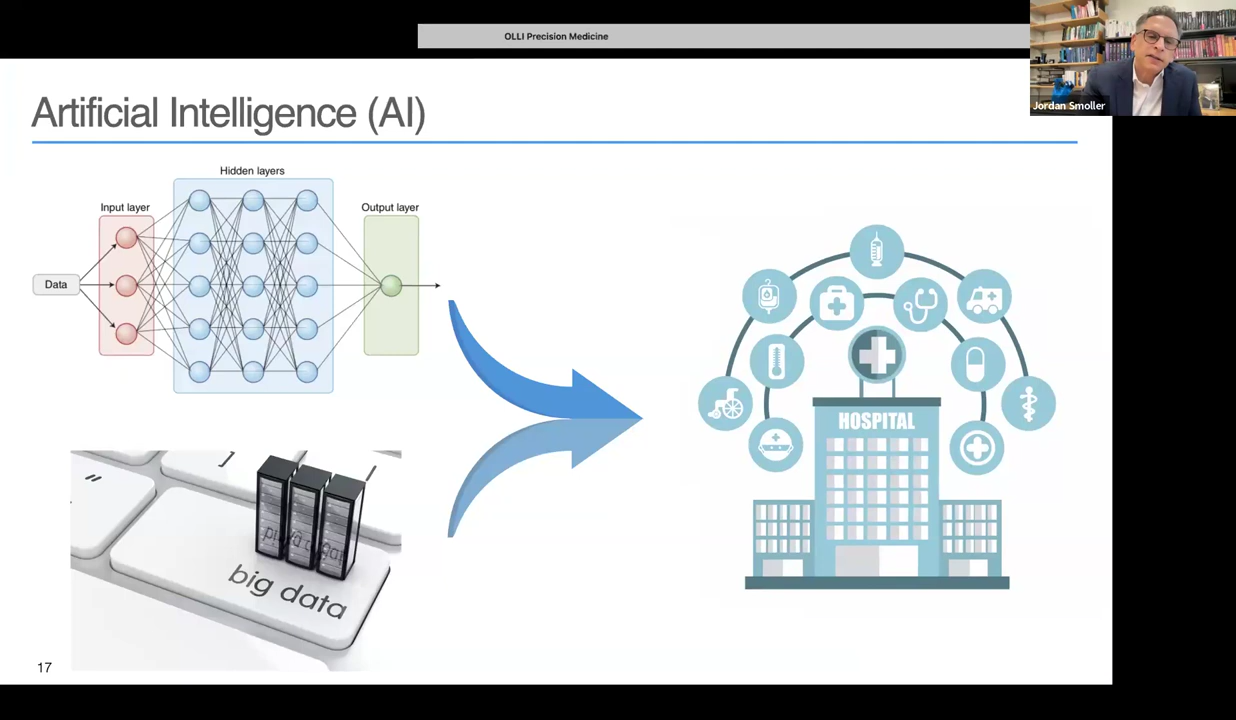 OLLI Precision Medicine
Jordan Smoller
Artificial Intelligence (AI)
Hidden layers
Input layer
Output layer
Data
HOSPITAL
"
]
big data
17